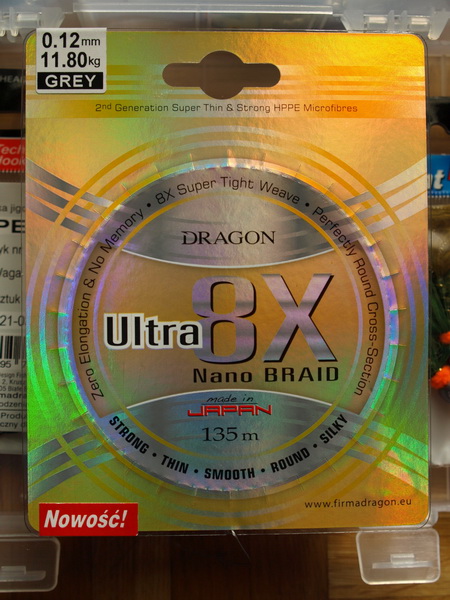 0.12mm
11.80kg
GREY
2nd Generation Super Thin & Strong HPPE Microfibres
Zero Elongation & No Memory • 8X Super Tight Weave • Perfectly Round Cross-Section
DRAGON
Ultra 8X
Nano BRAID
made in
JAPAN
135m
STRONG • THIN • SMOOTH • ROUND • SILKY
www.firmadragon.eu
Nowość!